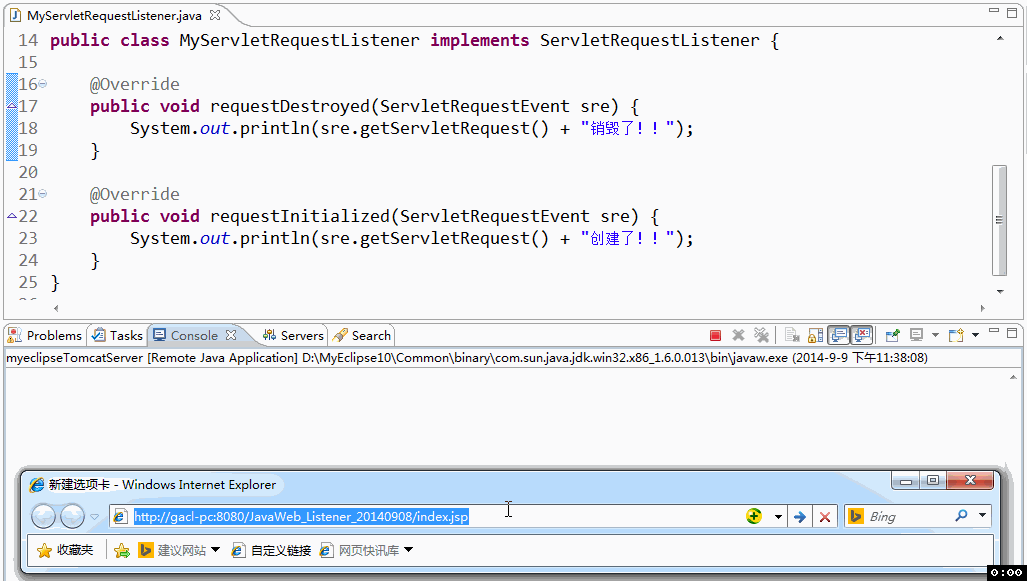 MyServletRequestListener.java
14 public class MyServletRequestListener implements ServletRequestListener {
15
16 @Override
17 public void requestDestroyed(ServletRequestEvent sre) {
18 System.out.println(sre.getServletRequest() + "销毁了！！");
19 }
20
21 @Override
22 public void requestInitialized(ServletRequestEvent sre) {
23 System.out.println(sre.getServletRequest() + "创建了！！");
24 }
25 }
Problems Tasks Console Servers Search
myeclipseTomcatServer [Remote Java Application] D:\MyEclipse10\Common\binary\com.sun.java.jdk.win32.x86_1.6.0.013\bin\javaw.exe (2014-9-9 下午11:38:08)
新建选项卡 - Windows Internet Explorer
http://gacl-pc:8080/JavaWeb_Listener_20140908/index.jsp Bing
收藏夹 建议网站 自定义链接 网页快讯库
0:00